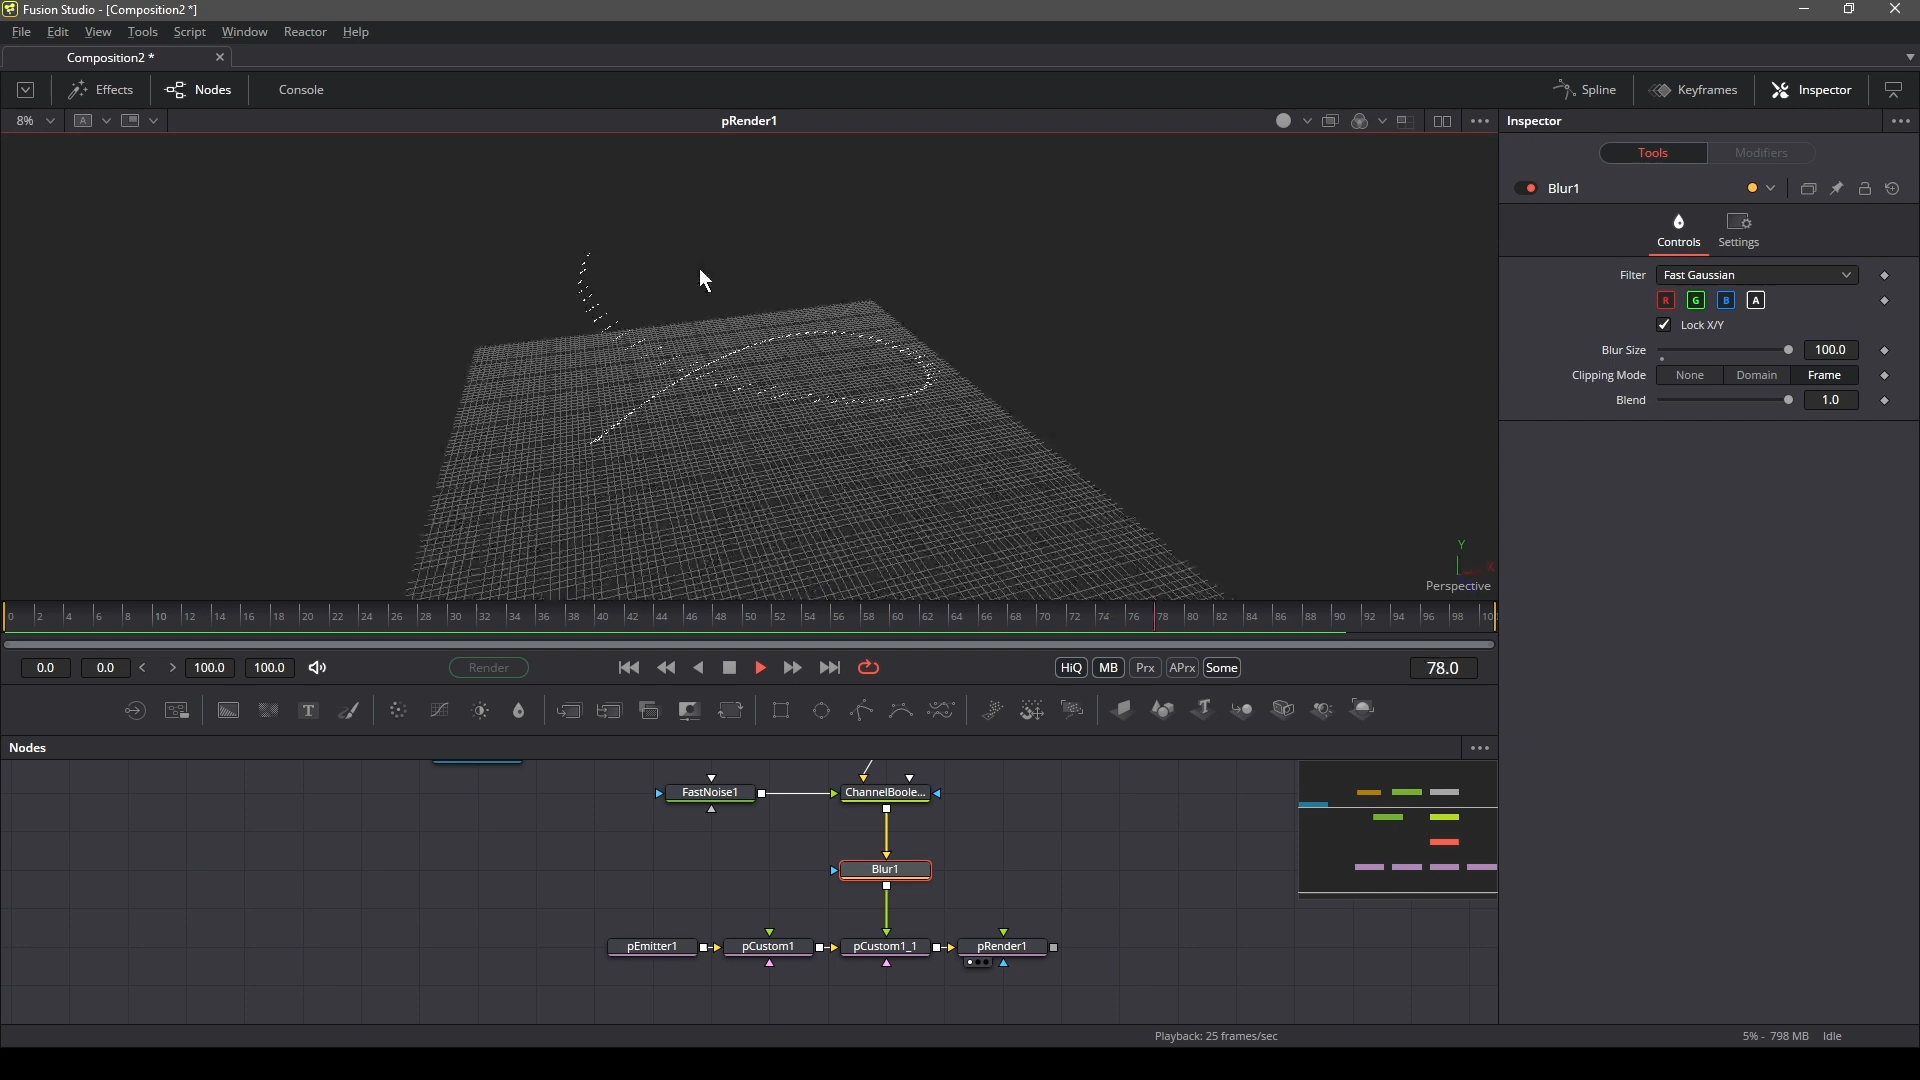 Fusion Studio - [Composition2 *]
File Edit View Tools Script Window Reactor Help
Composition2 *
Effects Nodes Console Spline Keyframes Inspector
8% A pRender1 Inspector
Tools Modifiers
Blur1
Controls Settings
Filter Fast Gaussian
R G B A
Lock X/Y
Blur Size 100.0
Clipping Mode None Domain Frame
Blend 1.0
Y
X
Perspective
0 2 4 6 8 10 12 14 16 18 20 22 24 26 28 30 32 34 36 38 40 42 44 46 48 50 52 54 56 58 60 62 64 66 68 70 72 74 76 78 80 82 84 86 88 90 92 94 96 98 10
0.0 0.0 < > 100.0 100.0 Render HiQ MB Prx APrx Some 78.0
T
Nodes
FastNoise1 ChannelBoole...
Blur1
pEmitter1 pCustom1 pCustom1_1 pRender1
Playback: 25 frames/sec 5% - 798 MB Idle